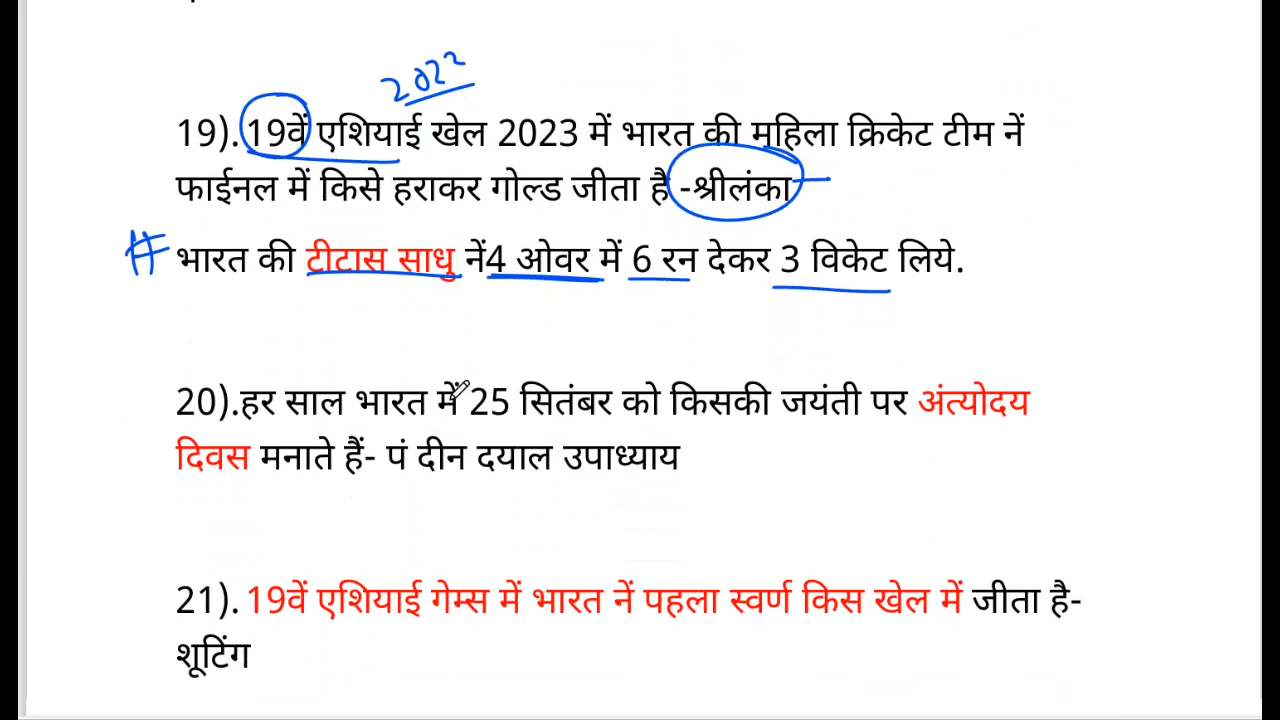 2022
19). 19वें एशियाई खेल 2023 में भारत की महिला क्रिकेट टीम नें
फाईनल में किसे हराकर गोल्ड जीता है -श्रीलंका
# भारत की टीटास साधु नें4 ओवर में 6 रन देकर 3 विकेट लिये.
20).हर साल भारत में 25 सितंबर को किसकी जयंती पर अंत्योदय
दिवस मनाते हैं- पं दीन दयाल उपाध्याय
21). 19वें एशियाई गेम्स में भारत नें पहला स्वर्ण किस खेल में जीता है-
शूटिंग